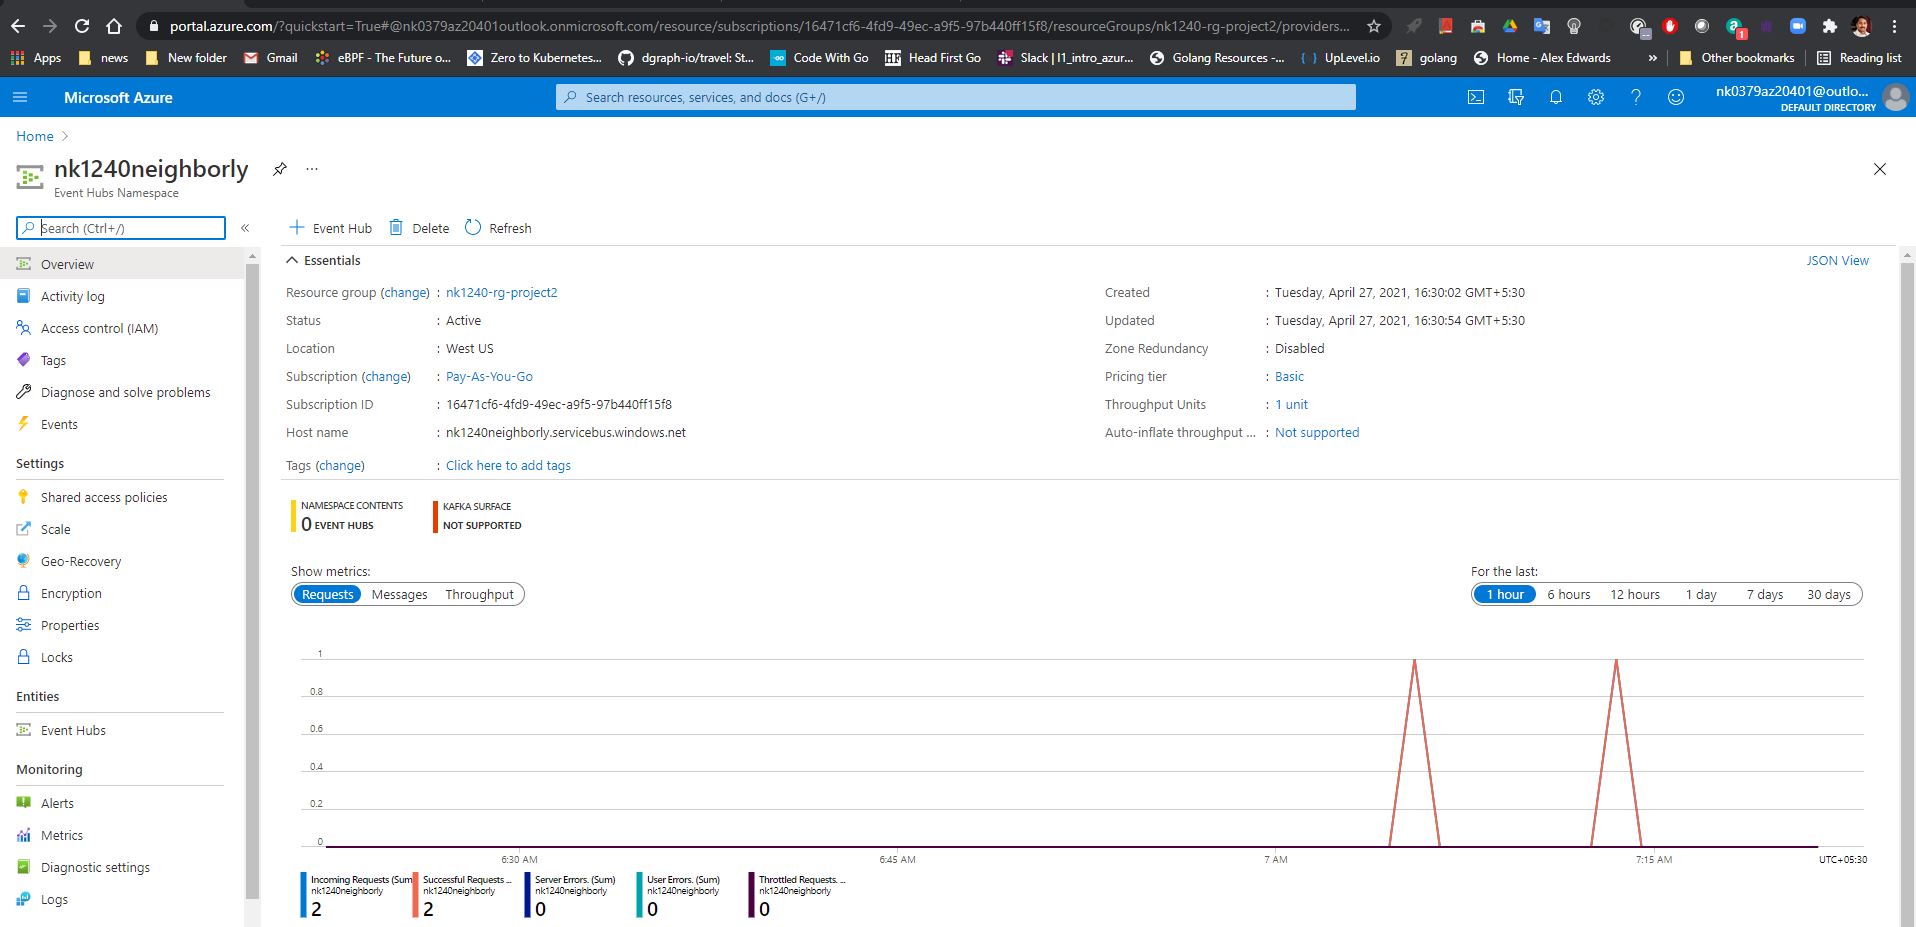 portal.azure.com/?quickstart=True#@nk0379az20401outlook.onmicrosoft.com/resource/subscriptions/16471cf6-4fd9-49ec-a9f5-97b440ff15f8/resourceGroups/nk1240-rg-project2/providers...
Apps news New folder Gmail eBPF - The Future o... Zero to Kubernetes... dgraph-io/travel: St... Code With Go Head First Go Slack | l1_intro_azur... Golang Resources -... UpLevel.io golang Home - Alex Edwards » Other bookmarks Reading list
Microsoft Azure
Search resources, services, and docs (G+/)
nk0379az20401@outlo...
DEFAULT DIRECTORY
Home >
nk1240neighborly ...
Event Hubs Namespace
Search (Ctrl+/) «
+ Event Hub Delete Refresh
Overview
Activity log
Access control (IAM)
Tags
Diagnose and solve problems
Events
Settings
Shared access policies
Scale
Geo-Recovery
Encryption
Properties
Locks
Entities
Event Hubs
Monitoring
Alerts
Metrics
Diagnostic settings
Logs
Essentials
JSON View
Resource group (change) : nk1240-rg-project2
Status : Active
Location : West US
Subscription (change) : Pay-As-You-Go
Subscription ID : 16471cf6-4fd9-49ec-a9f5-97b440ff15f8
Host name : nk1240neighborly.servicebus.windows.net
Tags (change) : Click here to add tags
Created : Tuesday, April 27, 2021, 16:30:02 GMT+5:30
Updated : Tuesday, April 27, 2021, 16:30:54 GMT+5:30
Zone Redundancy : Disabled
Pricing tier : Basic
Throughput Units : 1 unit
Auto-inflate throughput ... : Not supported
NAMESPACE CONTENTS
0 EVENT HUBS
KAFKA SURFACE
NOT SUPPORTED
Show metrics:
Requests Messages Throughput
For the last:
1 hour 6 hours 12 hours 1 day 7 days 30 days
1
0.8
0.6
0.4
0.2
0
6:30 AM 6:45 AM 7 AM 7:15 AM UTC+05:30
Incoming Requests (Sum
nk1240neighborly
2
Successful Requests ...
nk1240neighborly
2
Server Errors. (Sum)
nk1240neighborly
0
User Errors. (Sum)
nk1240neighborly
0
Throttled Requests. ...
nk1240neighborly
0